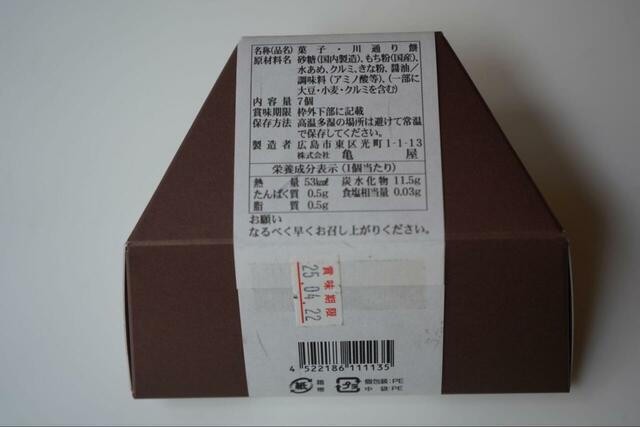 名称(品名) 菓子・川通り餅
原材料名 砂糖(国内製造)、もち粉(国産)、
水あめ、クルミ、きな粉、醤油／
調味料(アミノ酸等)、(一部に
大豆・小麦・クルミを含む)
内容量 7個
賞味期限 枠外下部に記載
保存方法 高温多湿の場所は避けて常温
で保存してください。
製造者 広島市東区光町1-1-13
株式会社 亀屋
栄養成分表示(1個当たり)
熱量 53kcal 炭水化物 11.5g
たんぱく質 0.5g 食塩相当量 0.03g
脂質 0.5g
お願い
なるべく早くお召し上がりください。
賞味期限
25.04.22
4522186111135
紙 箱 帯
プラ 個包装:PE
中袋:PE